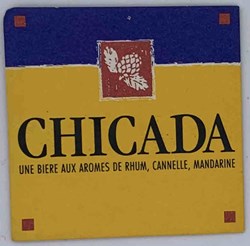 CHICADA
UNE BIERE AUX AROMES DE RHUM, CANNELLE, MANDARINE